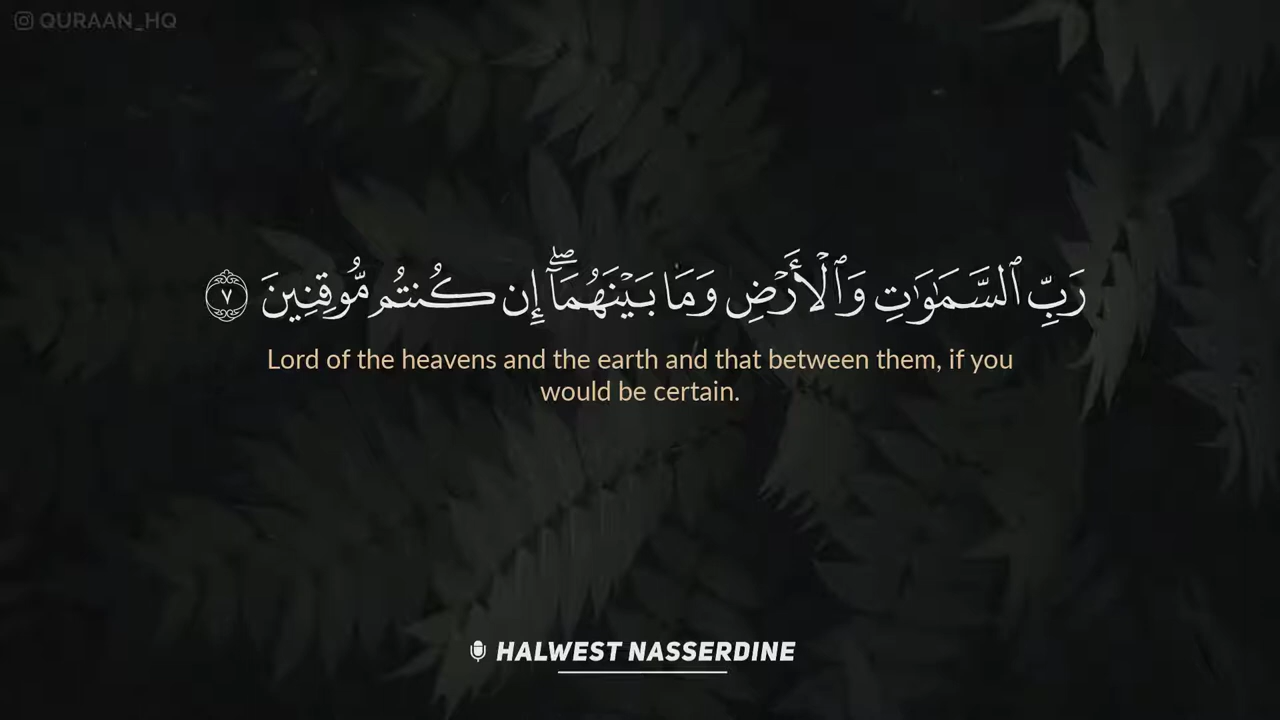 QURAAN_HQ
رَبِّ ٱلسَّمَـٰوَٰتِ وَٱلْأَرْضِ وَمَا بَيْنَهُمَآ ۖ إِن كُنتُم مُّوقِنِينَ ٧
Lord of the heavens and the earth and that between them, if you
would be certain.
HALWEST NASSERDINE